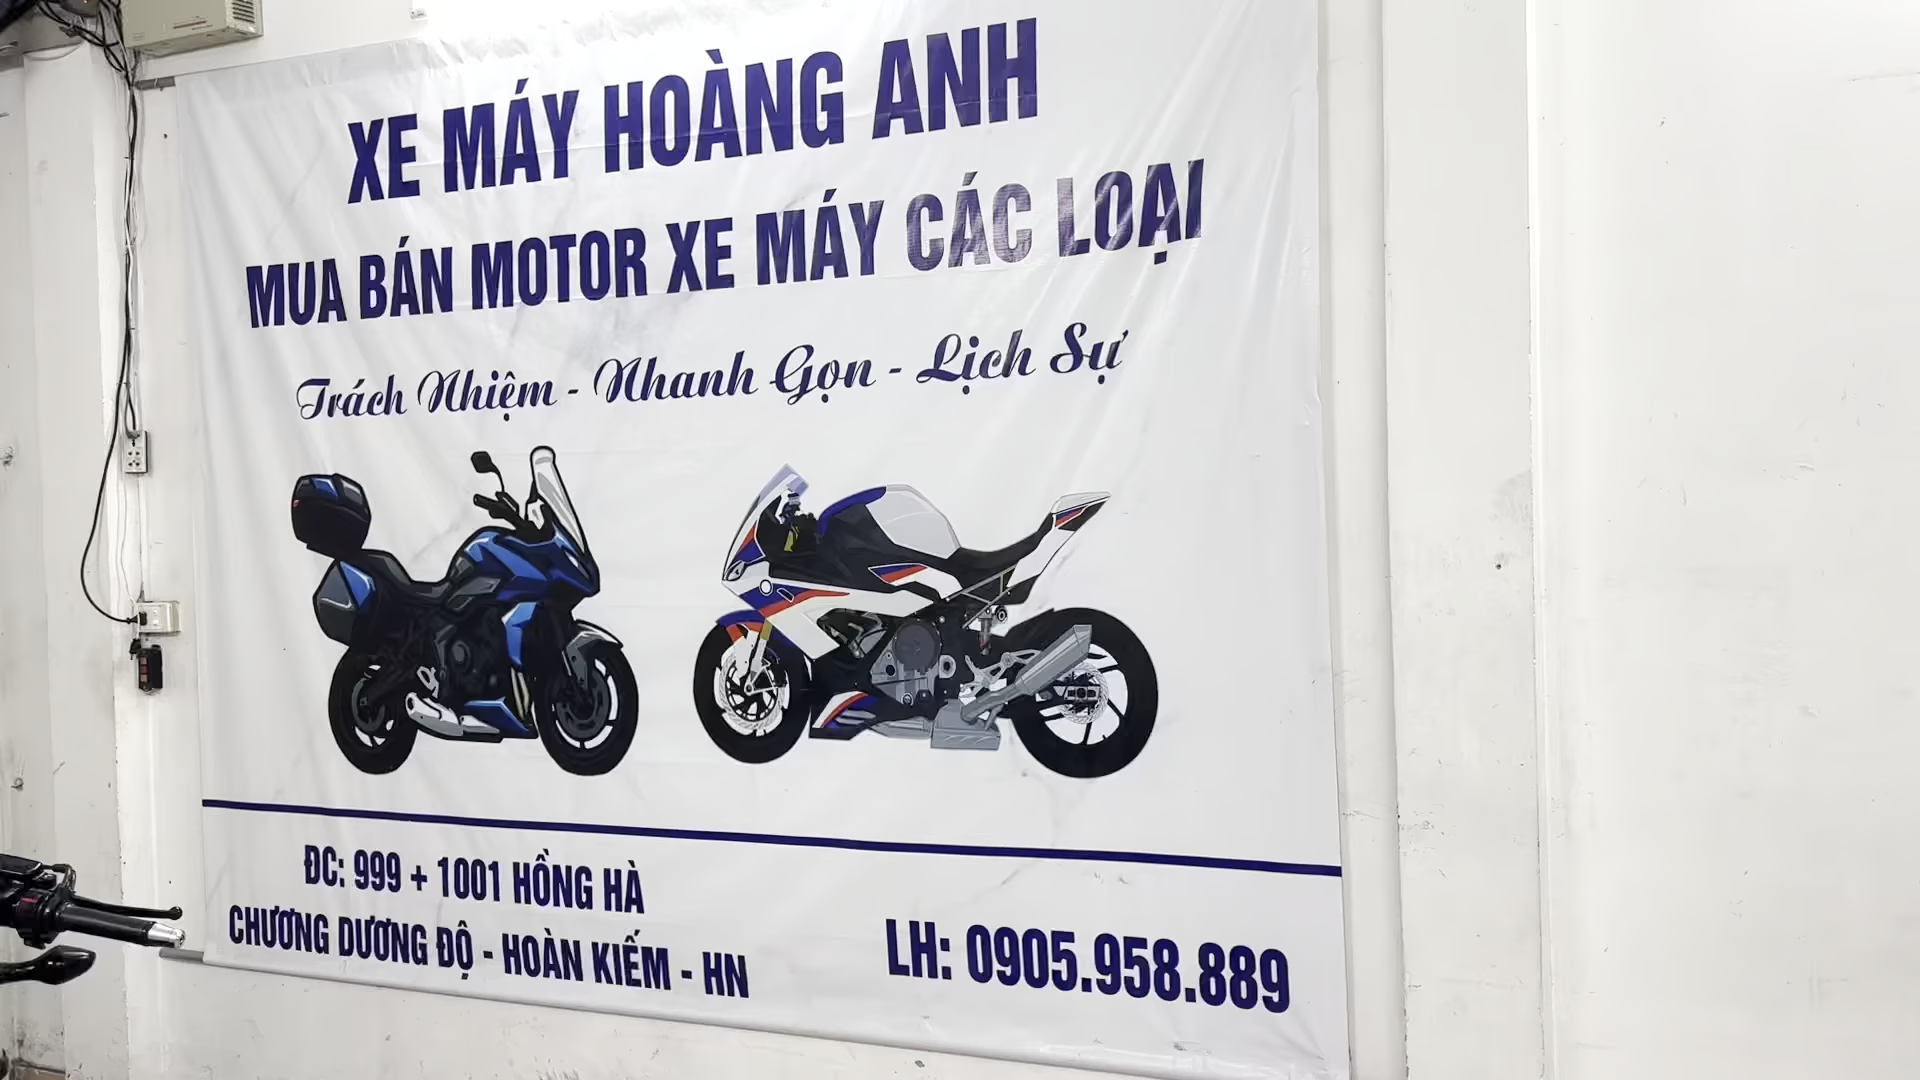 XE MÁY HOÀNG ANH
MUA BÁN MOTOR XE MÁY CÁC LOẠI
Trách Nhiệm - Nhanh Gọn - Lịch Sự
ĐC: 999 + 1001 HỒNG HÀ
CHƯƠNG DƯƠNG ĐỘ - HOÀN KIẾM - HN
LH: 0905.958.889